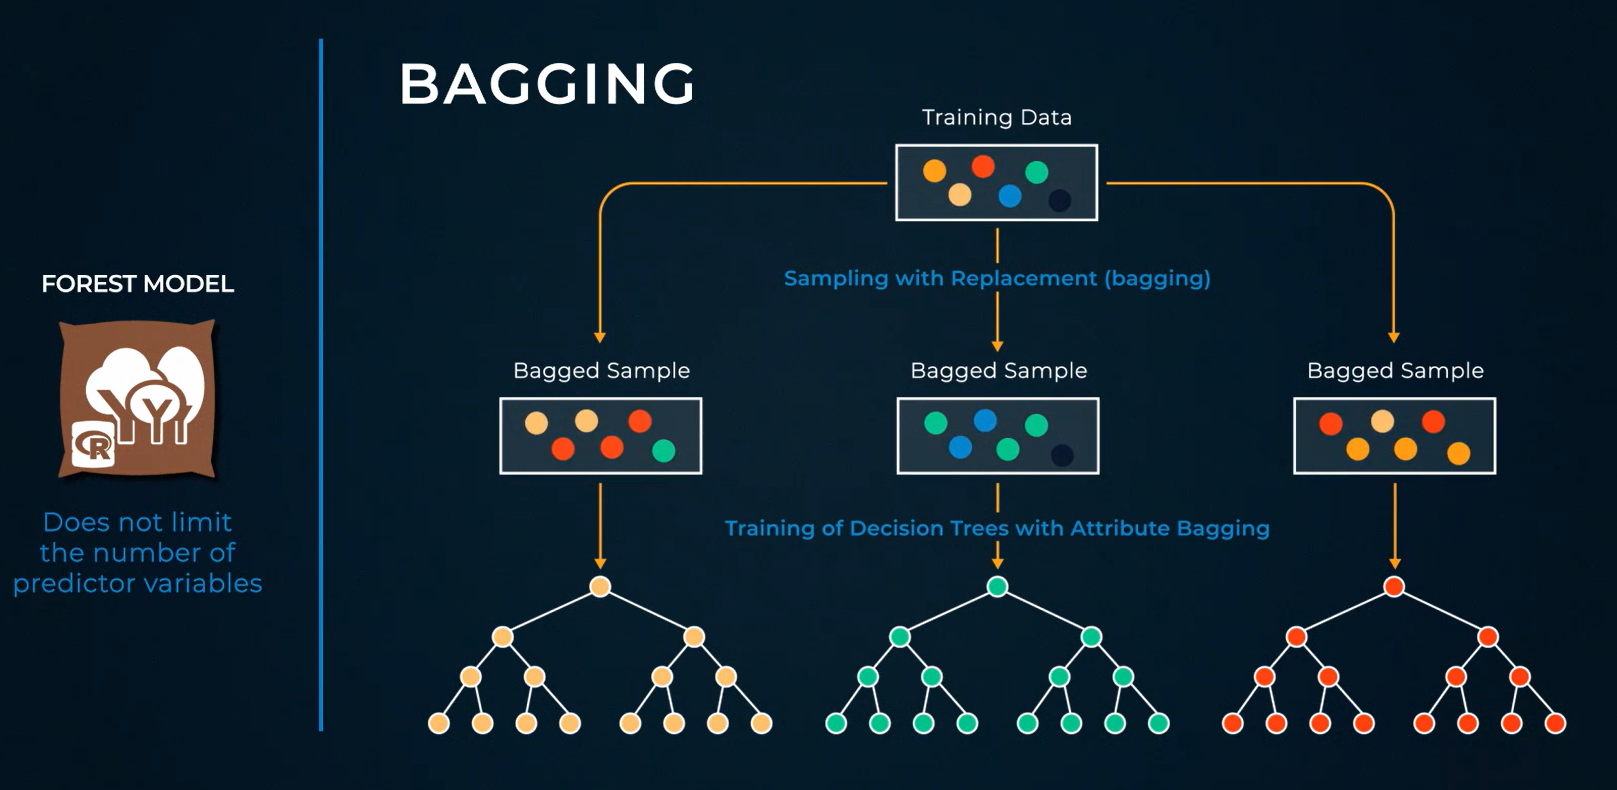 BAGGING
Training Data
Sampling with Replacement (bagging)
Bagged Sample
Bagged Sample
Bagged Sample
Training of Decision Trees with Attribute Bagging
FOREST MODEL
R
Does not limit
the number of
predictor variables